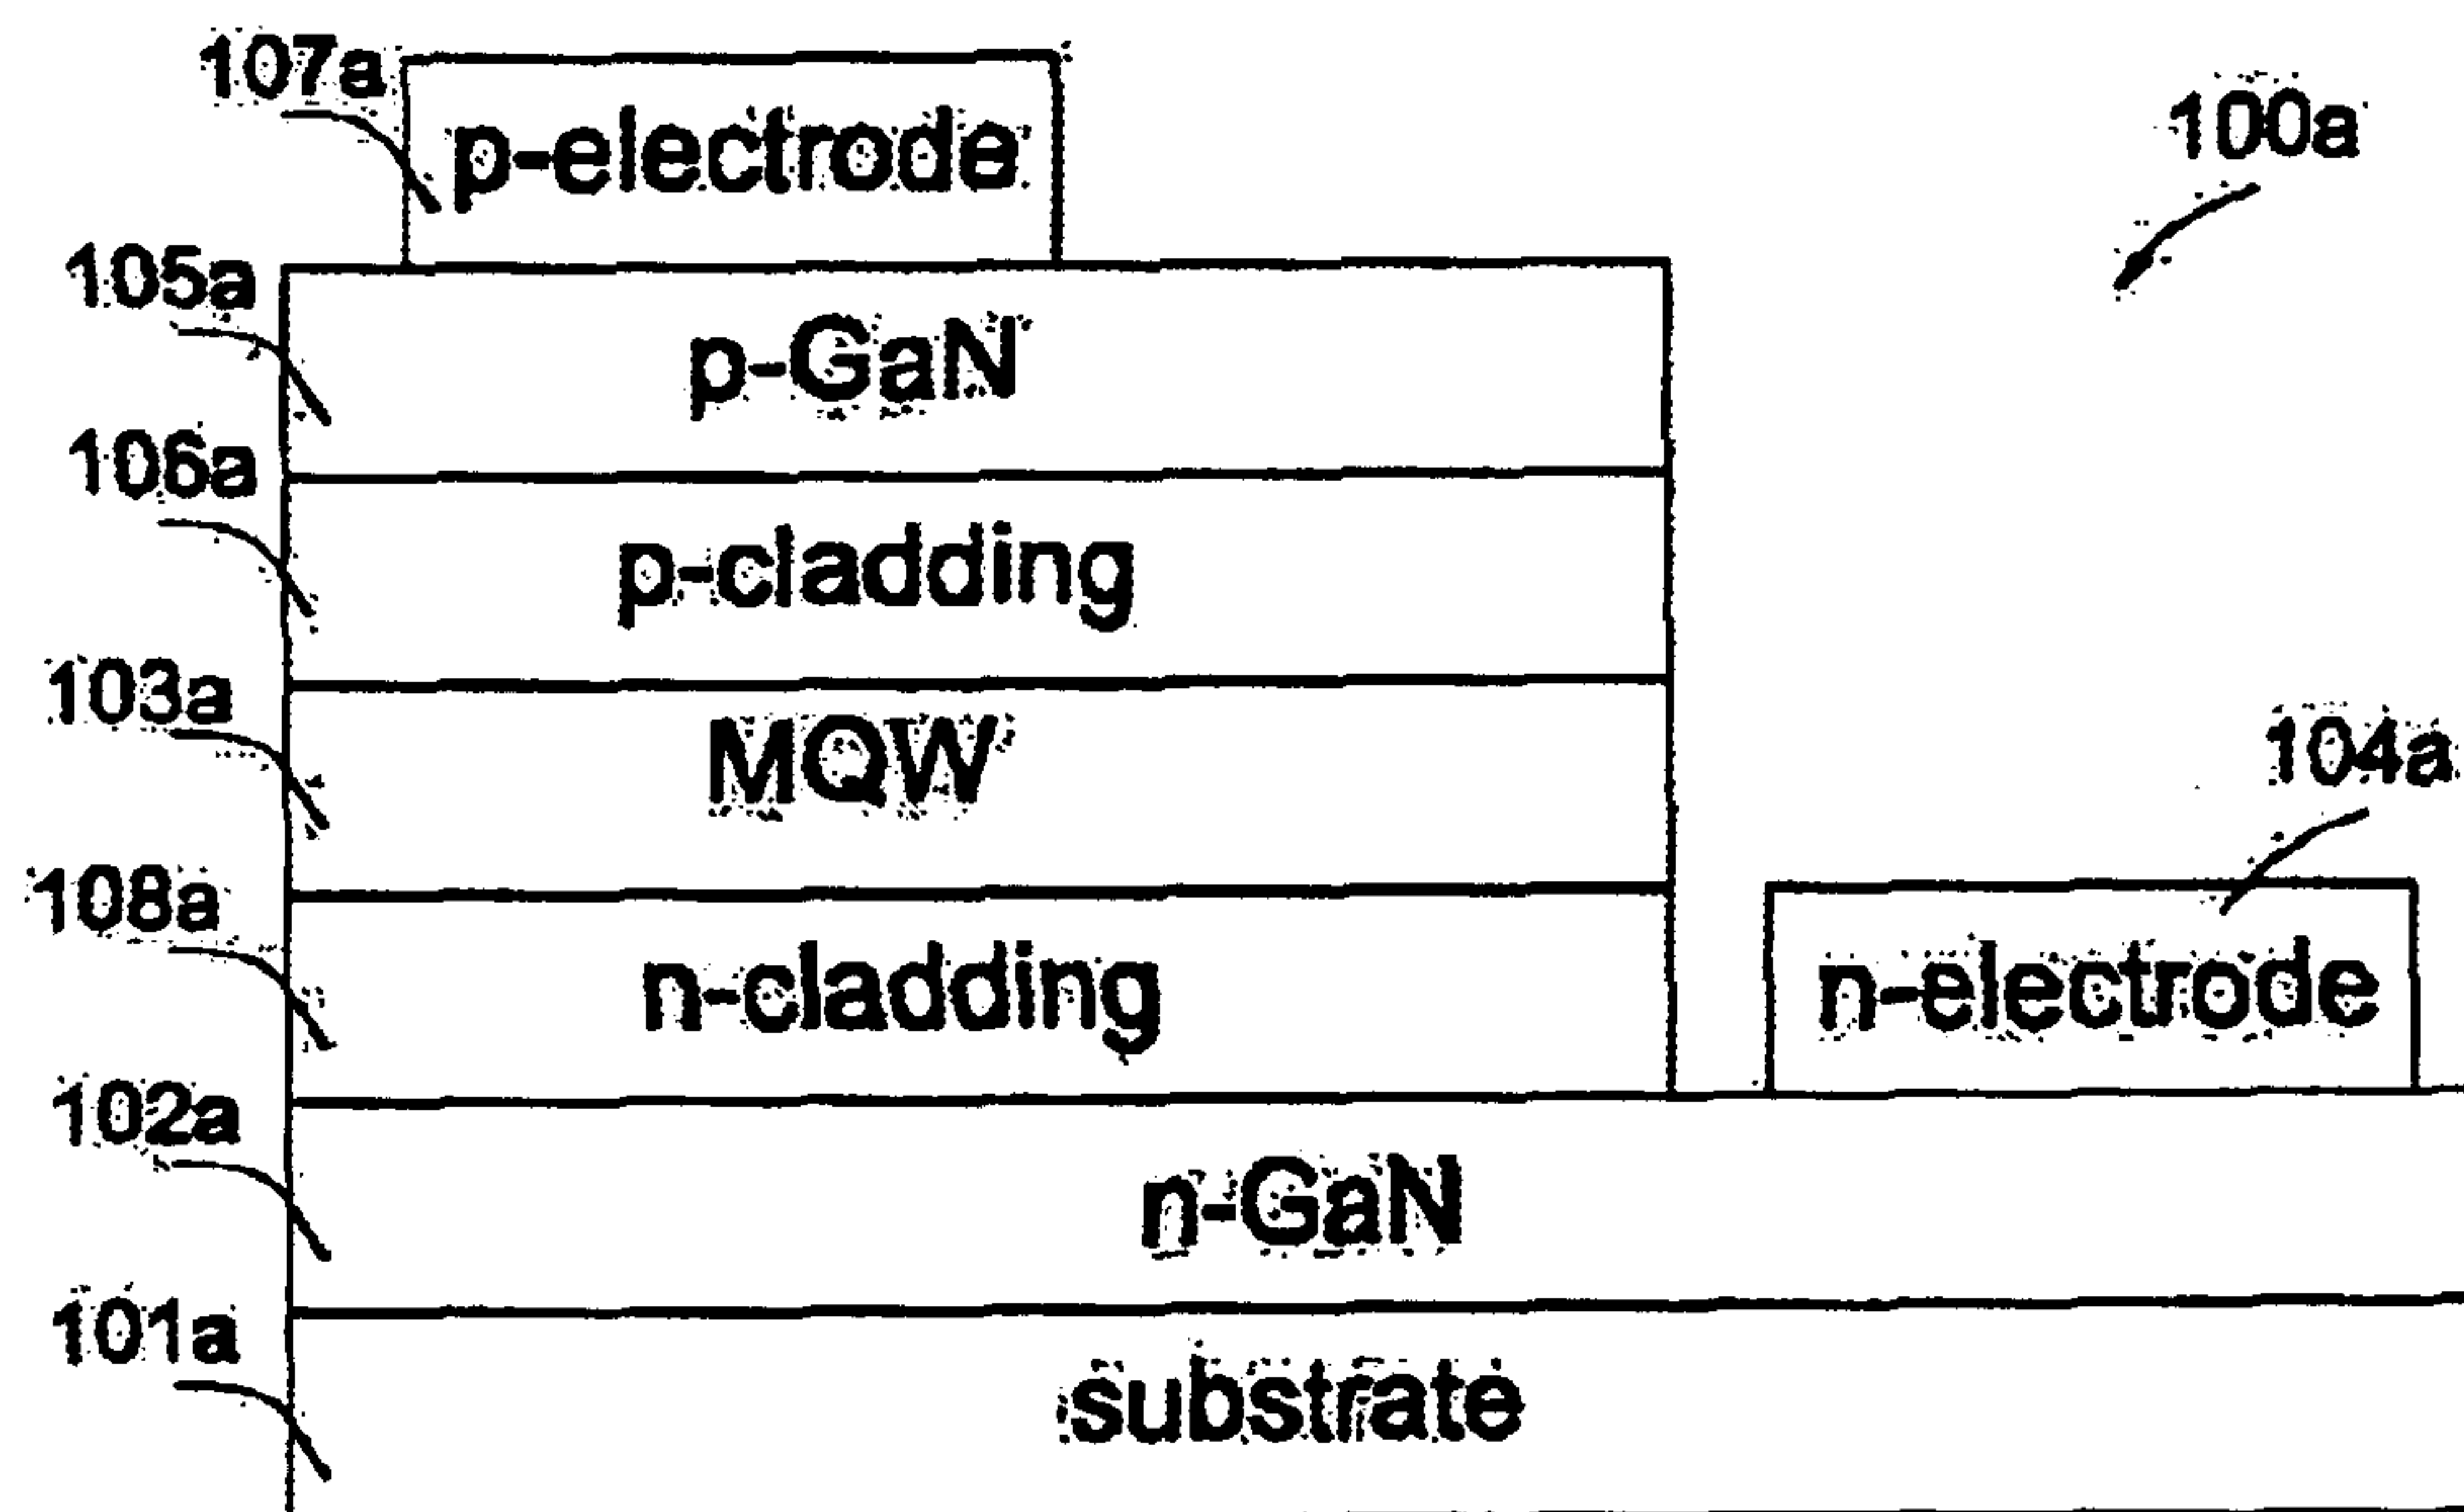 107a
p-electrode
100a
105a
p-GaN
106a
p-cladding
103a
MQW
104a
108a
n-cladding
n-electrode
102a
n-GaN
101a
substrate